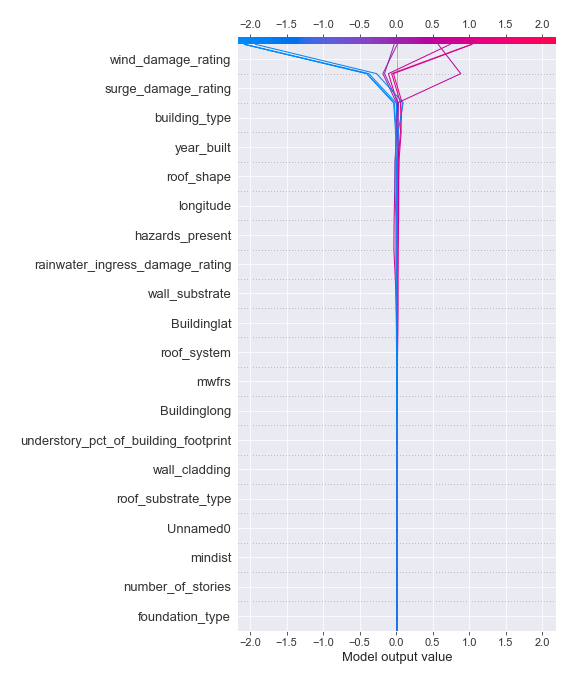 −2.0 −1.5 −1.0 −0.5 0.0 0.5 1.0 1.5 2.0
wind_damage_rating
surge_damage_rating
building_type
year_built
roof_shape
longitude
hazards_present
rainwater_ingress_damage_rating
wall_substrate
Buildinglat
roof_system
mwfrs
Buildinglong
understory_pct_of_building_footprint
wall_cladding
roof_substrate_type
Unnamed0
mindist
number_of_stories
foundation_type
−2.0 −1.5 −1.0 −0.5 0.0 0.5 1.0 1.5 2.0
Model output value